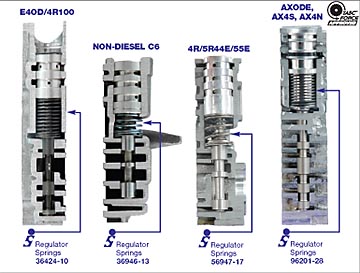 E4OD/4R100
NON-DIESEL C6
4R/5R44E/55E
AXODE,
AX4S, AX4N
FORCE
Regulator
Springs
36424-10
Regulator
Springs
36946-13
Regulator
Springs
56947-17
Regulator
Springs
96201-28